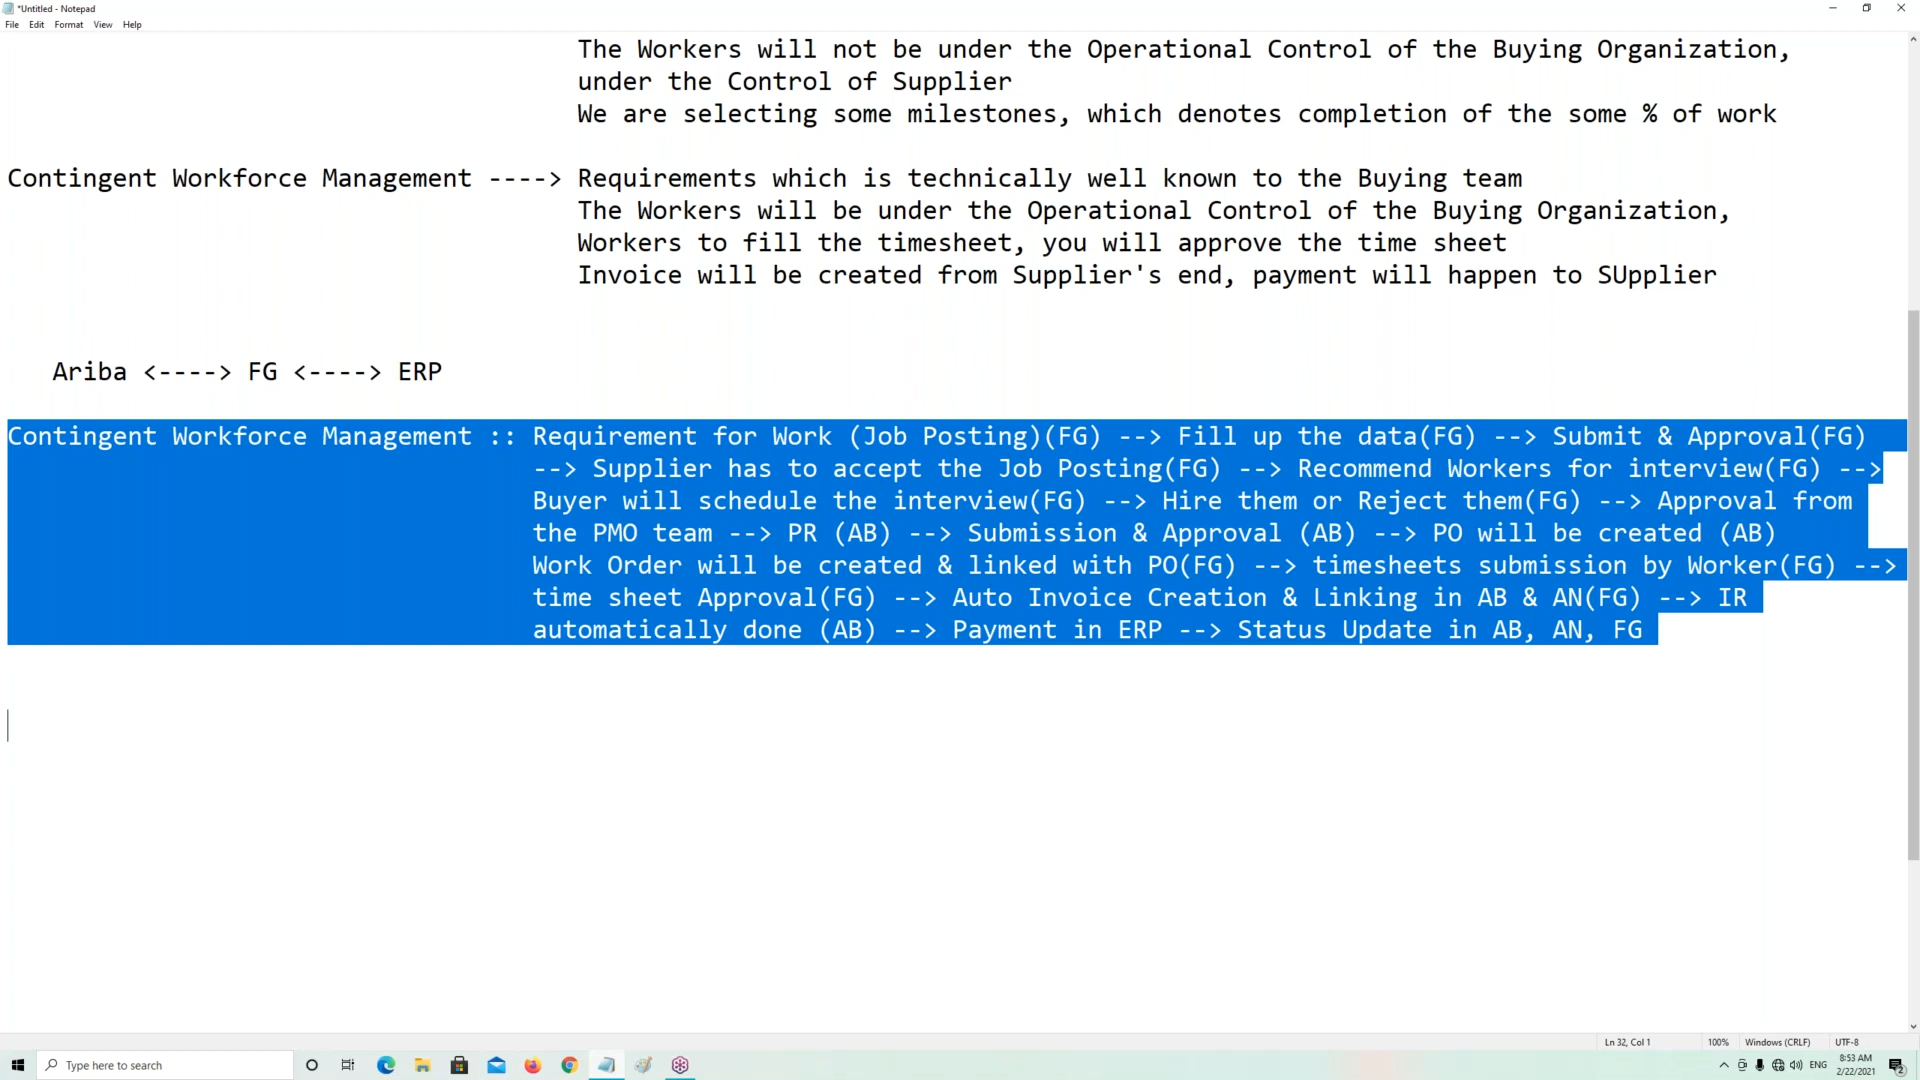 *Untitled - Notepad
File Edit Format View Help
The Workers will not be under the Operational Control of the Buying Organization,
under the Control of Supplier
We are selecting some milestones, which denotes completion of the some % of work
Contingent Workforce Management ----> Requirements which is technically well known to the Buying team
The Workers will be under the Operational Control of the Buying Organization,
Workers to fill the timesheet, you will approve the time sheet
Invoice will be created from Supplier's end, payment will happen to SUpplier
Ariba <----> FG <----> ERP
Contingent Workforce Management :: Requirement for Work (Job Posting)(FG) --> Fill up the data(FG) --> Submit & Approval(FG)
--> Supplier has to accept the Job Posting(FG) --> Recommend Workers for interview(FG) -->
Buyer will schedule the interview(FG) --> Hire them or Reject them(FG) --> Approval from
the PMO team --> PR (AB) --> Submission & Approval (AB) --> PO will be created (AB)
Work Order will be created & linked with PO(FG) --> timesheets submission by Worker(FG) -->
time sheet Approval(FG) --> Auto Invoice Creation & Linking in AB & AN(FG) --> IR
automatically done (AB) --> Payment in ERP --> Status Update in AB, AN, FG
Ln 32, Col 1 100% Windows (CRLF) UTF-8
Type here to search
ENG
8:53 AM
2/22/2021
2